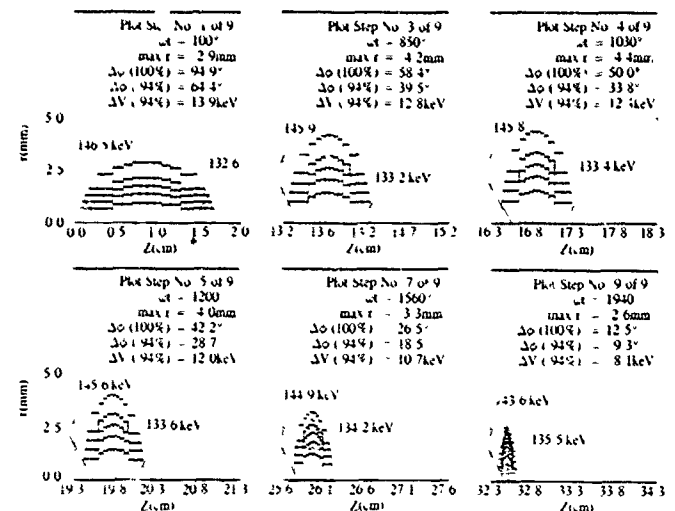 Plot Step No 1 of 9
ωt = 100°
max r = 2.9mm
Δφ (100%) = 94.9°
Δφ ( 94%) = 64.4°
ΔV ( 94%) = 13.9keV
5 0
r(mm)
2 5
0 0
146.5 keV
132.6
0.0 0.5 1.0 1.5 2.0
Z(cm)
Plot Step No 3 of 9
ωt = 850°
max r = 4.2mm
Δφ (100%) = 58.4°
Δφ ( 94%) = 39.5°
ΔV ( 94%) = 12.8keV
145.9
133.2 keV
13.2 13.6 14.2 14.7 15.2
Z(cm)
Plot Step No 4 of 9
ωt = 1030°
max r = 4.4mm
Δφ (100%) = 50.0°
Δφ ( 94%) = 33.8°
ΔV ( 94%) =
145.8
133.4 keV
16.3 16.8 17.3 17.8 18.3
Z(cm)
Plot Step No 5 of 9
ωt = 1200
max r = 4.0mm
Δφ (100%) = 42.2°
Δφ ( 94%) = 28.7
ΔV ( 94%) = 12.0keV
5 0
r(mm)
2.5
0 0
145.6 keV
133.6 keV
19.3 19.8 20.3 20.8 21.3
Z(cm)
Plot Step No 7 of 9
ωt = 1560°
max r = 3.3mm
Δφ (100%) = 26.5°
Δφ ( 94%) = 18.5
ΔV ( 94%) = 10.7keV
144.9 keV
134.2 keV
25.6 26.1 26.6 27.1 27.6
Z(cm)
Plot Step No 9 of 9
ωt = 1940
max r = 2.6mm
Δφ (100%) = 12.5°
Δφ ( 94%) = 9.3°
ΔV ( 94%) = 8.1keV
143.6 keV
135.5 keV
32.3 32.8 33.3 33.8 34.3
Z(cm)